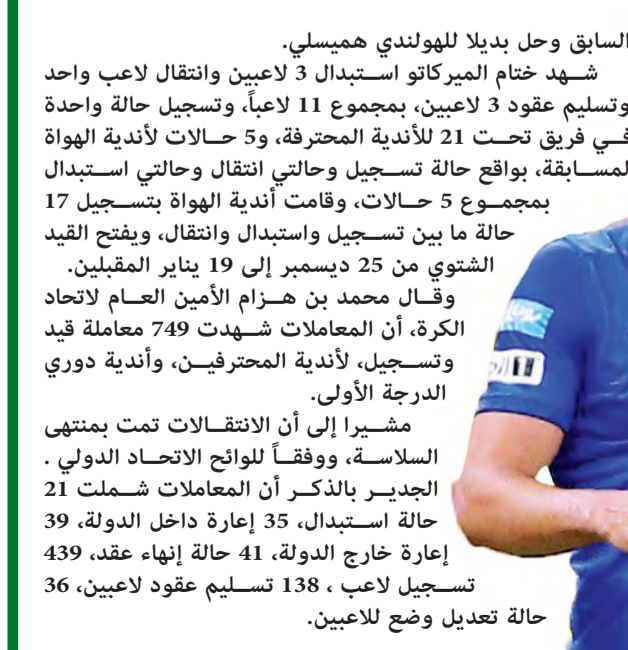 السابق وحل بديلا للهولندي هميسلي.
شهد ختام الميركاتو استبدال 3 لاعبين وانتقال لاعب واحد
وتسليم عقود 3 لاعبين، بمجموع 11 لاعباً، وتسجيل حالة واحدة
في فريق تحت 21 للأندية المحترفة، و5 حالات لأندية الهواة
لمسابقة، بواقع حالة تسجيل وحالتي انتقال وحالتي استبدال
بمجموع 5 حالات، وقامت أندية الهواة بتسجيل 17
حالة ما بين تسجيل واستبدال وانتقال، ويفتح القيد
الشتوي من 25 ديسمبر إلى 19 يناير المقبلين.
وقال محمد بن هزام الأمين العام لاتحاد
الكرة، أن المعاملات شهدت 749 معاملة قيد
وتسجيل، لأندية المحترفين، وأندية دوري
الدرجة الأولى.
مشيرا إلى أن الانتقالات تمت بمنتهى
السلاسة، ووفقاً للوائح الاتحاد الدولي .
الجدير بالذكر أن المعاملات شملت 21
حالة استبدال، 35 إعارة داخل الدولة، 39
إعارة خارج الدولة، 41 حالة إنهاء عقد، 439
تسجيل لاعب ، 138 تسليم عقود لاعبين، 36
حالة تعديل وضع للاعبين.